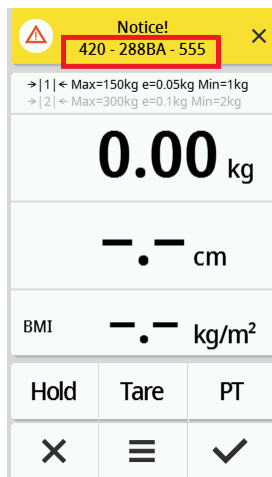 Notice!
420 - 288BA - 555
→|1|← Max=150kg e=0.05kg Min=1kg
→|2|← Max=300kg e=0.1kg Min=2kg
0.00 kg
–.– cm
BMI –.– kg/m²
Hold Tare PT